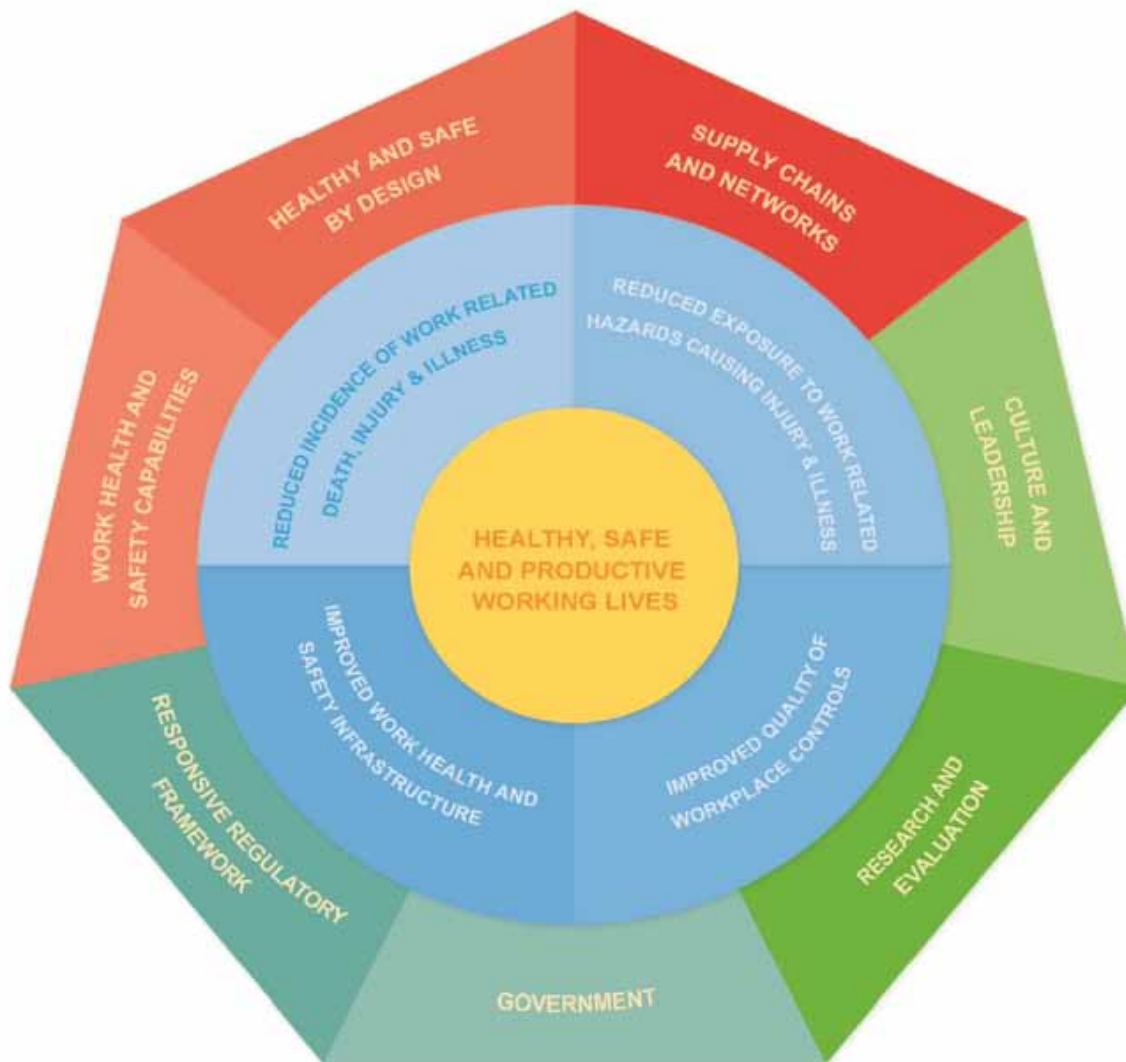 HEALTHY AND SAFE
BY DESIGN
SUPPLY CHAINS
AND NETWORKS
CULTURE AND
LEADERSHIP
RESEARCH AND
EVALUATION
GOVERNMENT
RESPONSIVE REGULATORY
FRAMEWORK
WORK HEALTH AND
SAFETY CAPABILITIES
REDUCED INCIDENCE OF WORK RELATED
DEATH, INJURY & ILLNESS
REDUCED EXPOSURE TO WORK RELATED
HAZARDS CAUSING INJURY & ILLNESS
IMPROVED QUALITY OF
WORKPLACE CONTROLS
IMPROVED WORK HEALTH AND
SAFETY INFRASTRUCTURE
HEALTHY, SAFE
AND PRODUCTIVE
WORKING LIVES